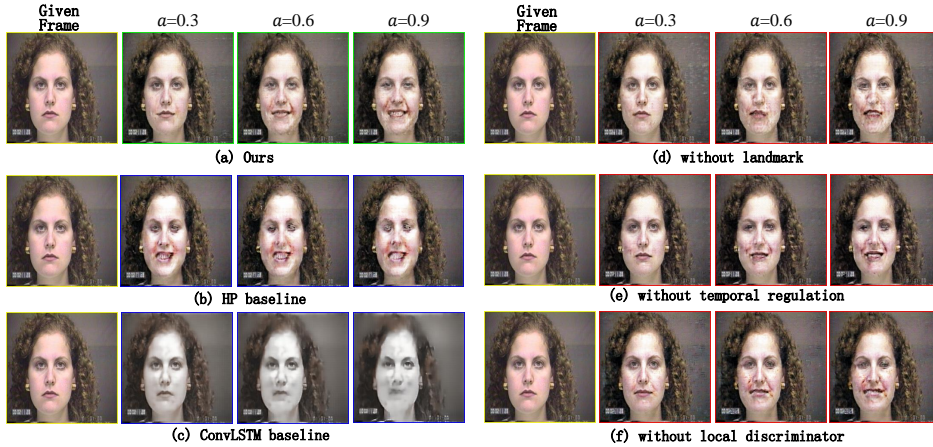 Given
Frame
a=0.3
a=0.6
a=0.9
Given
Frame
a=0.3
a=0.6
a=0.9
(a) Ours
(d) without landmark
(b) HP baseline
(e) without temporal regulation
(c) ConvLSTM baseline
(f) without local discriminator